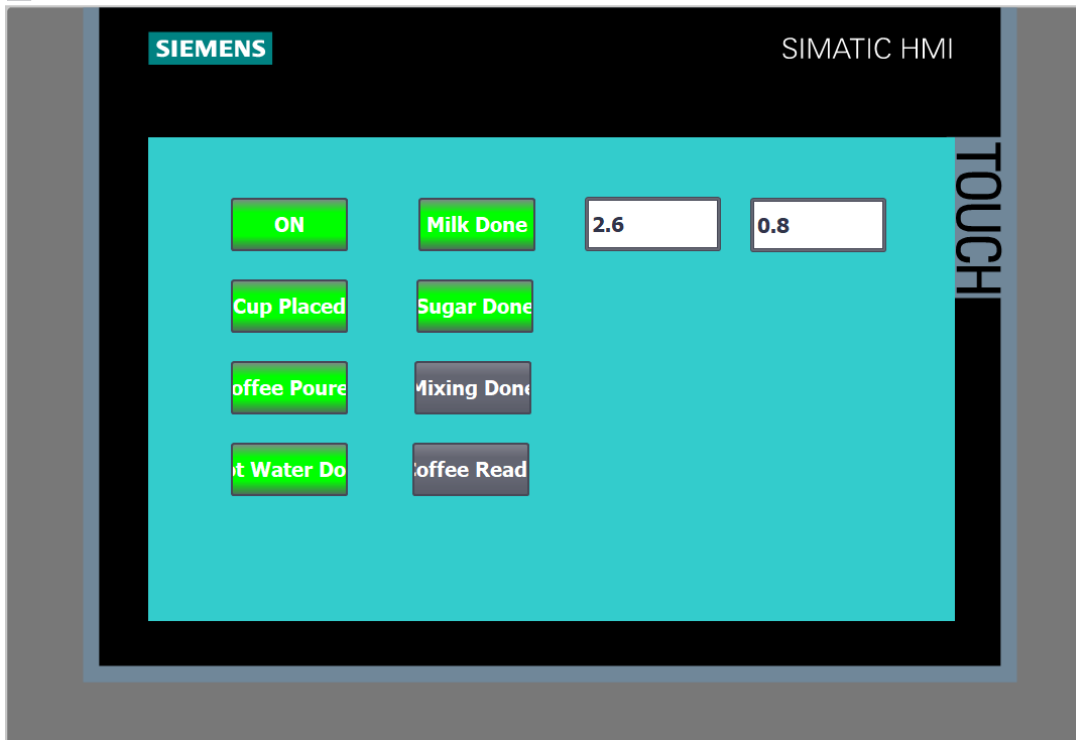 SIEMENS
SIMATIC HMI
TOUCH
ON
Milk Done
2.6
0.8
Cup Placed
Sugar Done
offee Poure
Mixing Done
ot Water Do
offee Read